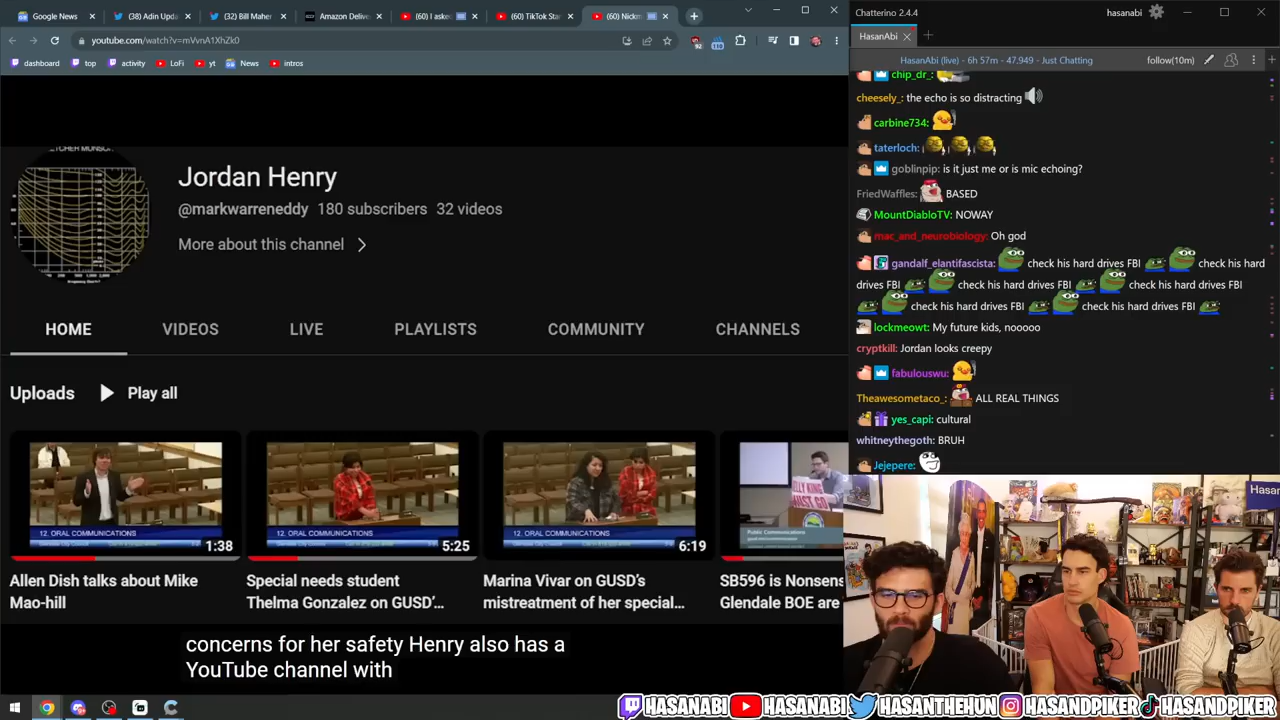 Google News
(38) Adin Upda
(32) Bill Maher
Amazon Delive
(60) I aske
(60) TikTok Sta
(60) Nickm
youtube.com/watch?v=mVvnA1XhZk0
dashboard
top
activity
LoFi
yt
News
intros
FLETCHER MUNSON
Jordan Henry
@markwarreneddy 180 subscribers 32 videos
More about this channel
HOME VIDEOS LIVE PLAYLISTS COMMUNITY CHANNELS
Uploads Play all
12. ORAL COMMUNICATIONS
1:38
12. ORAL COMMUNICATIONS
5:25
12. ORAL COMMUNICATIONS
6:19
Public Communications
Allen Dish talks about Mike
Mao-hill
Special needs student
Thelma Gonzalez on GUSD'...
Marina Vivar on GUSD's
mistreatment of her special...
SB596 is Nonsens
Glendale BOE are
concerns for her safety Henry also has a
YouTube channel with
Chatterino 2.4.4
hasanabi
HasanAbi
HasanAbi (live) - 6h 57m - 47.949 - Just Chatting
follow(10m)
chip_dr_:
cheesely_: the echo is so distracting
carbine734:
taterloch:
goblinpip: is it just me or is mic echoing?
FriedWaffles: BASED
MountDiabloTV: NOWAY
mac_and_neurobiology: Oh god
gandalf_elantifascista: check his hard drives FBI check his hard
drives FBI check his hard drives FBI check his hard drives FBI
check his hard drives FBI check his hard drives FBI
lockmeowt: My future kids, nooooo
cryptkill: Jordan looks creepy
fabulouswu:
Theawesometaco_: ALL REAL THINGS
yes_capi: cultural
whitneythegoth: BRUH
Jejepere:
Hasan
HASANABI HASANABI HASANTHEHUN HASANDPIKER HASANDPIKER